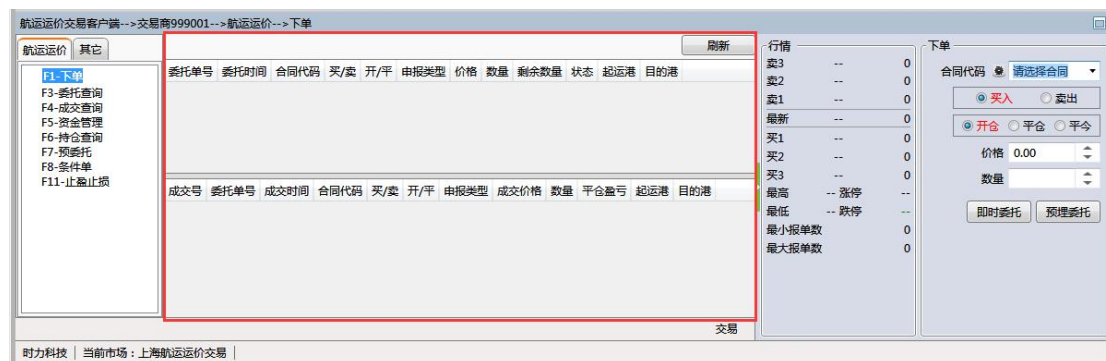 航运运价交易客户端-->交易商999001-->航运运价-->下单
航运运价 其它
F1-下单
F3-委托查询
F4-成交查询
F5-资金管理
F6-持仓查询
F7-预委托
F8-条件单
F11-止盈止损
刷新
委托单号 委托时间 合同代码 买/卖 开/平 申报类型 价格 数量 剩余数量 状态 起运港 目的港
成交号 委托单号 成交时间 合同代码 买/卖 开/平 申报类型 成交价格 数量 平仓盈亏 起运港 目的港
交易
行情
卖3 -- 0
卖2 -- 0
卖1 -- 0
最新 -- 0
买1 -- 0
买2 -- 0
买3 -- 0
最高 -- 涨停 --
最低 -- 跌停 --
最小报单数 0
最大报单数 0
下单
合同代码 请选择合同
买入 卖出
开仓 平仓 平今
价格 0.00
数量
即时委托 预埋委托
时力科技 当前市场：上海航运运价交易